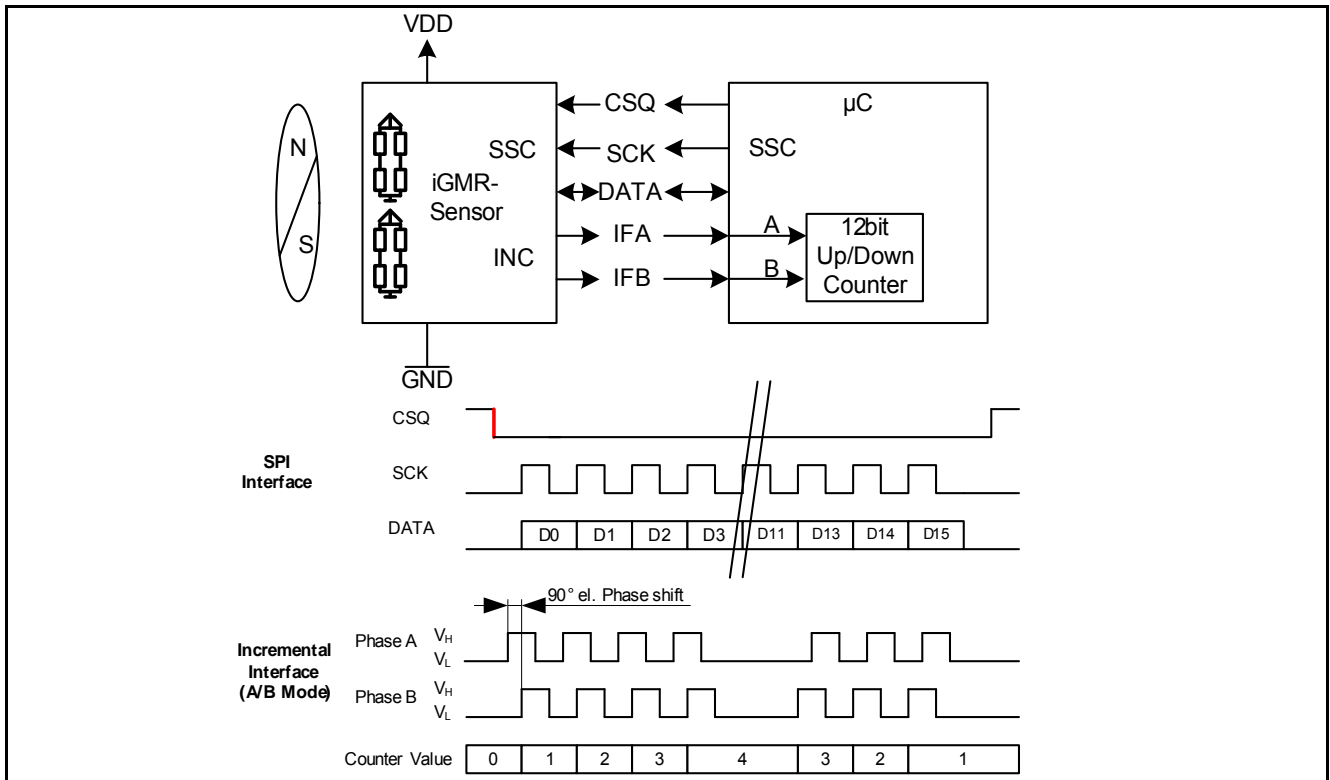 VDD
CSQ
µC
N
SSC
SCK
SSC
iGMR-
Sensor
DATA
IFA
A
12bit
Up/Down
Counter
S
INC
IFB
B
GND
CSQ
SPI
Interface
SCK
DATA
D0 D1 D2 D3 D11 D13 D14 D15
90° el. Phase shift
Incremental
Interface
(A/B Mode)
Phase A
VH
VL
Phase B
VH
VL
Counter Value 0 1 2 3 4 3 2 1